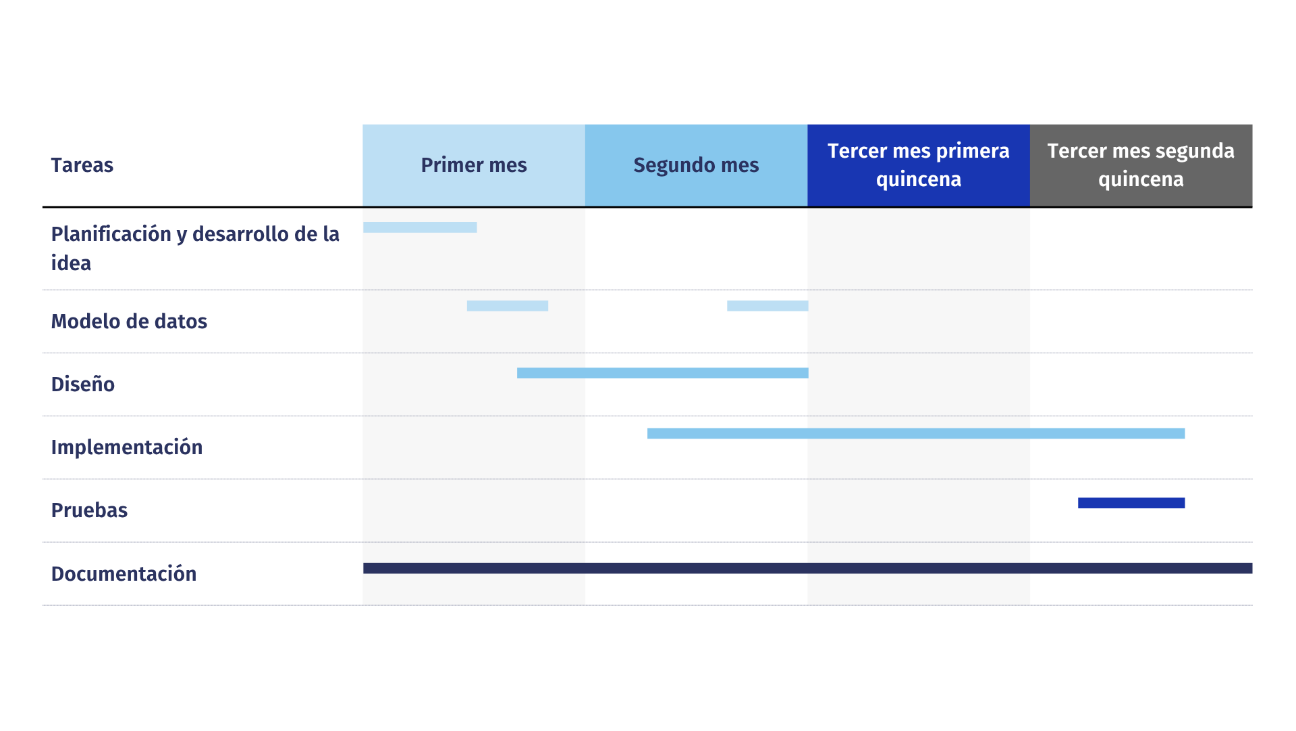 Tareas
Primer mes
Segundo mes
Tercer mes primera
quincena
Tercer mes segunda
quincena
Planificación y desarrollo de la
idea
Modelo de datos
Diseño
Implementación
Pruebas
Documentación